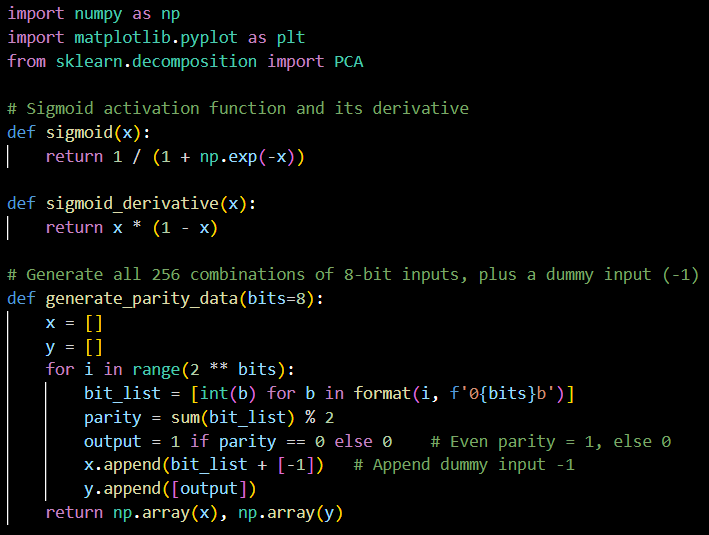 import numpy as np
import matplotlib.pyplot as plt
from sklearn.decomposition import PCA

# Sigmoid activation function and its derivative
def sigmoid(x):
    return 1 / (1 + np.exp(-x))

def sigmoid_derivative(x):
    return x * (1 - x)

# Generate all 256 combinations of 8-bit inputs, plus a dummy input (-1)
def generate_parity_data(bits=8):
    x = []
    y = []
    for i in range(2 ** bits):
        bit_list = [int(b) for b in format(i, f'0{bits}b')]
        parity = sum(bit_list) % 2
        output = 1 if parity == 0 else 0    # Even parity = 1, else 0
        x.append(bit_list + [-1])   # Append dummy input -1
        y.append([output])
    return np.array(x), np.array(y)